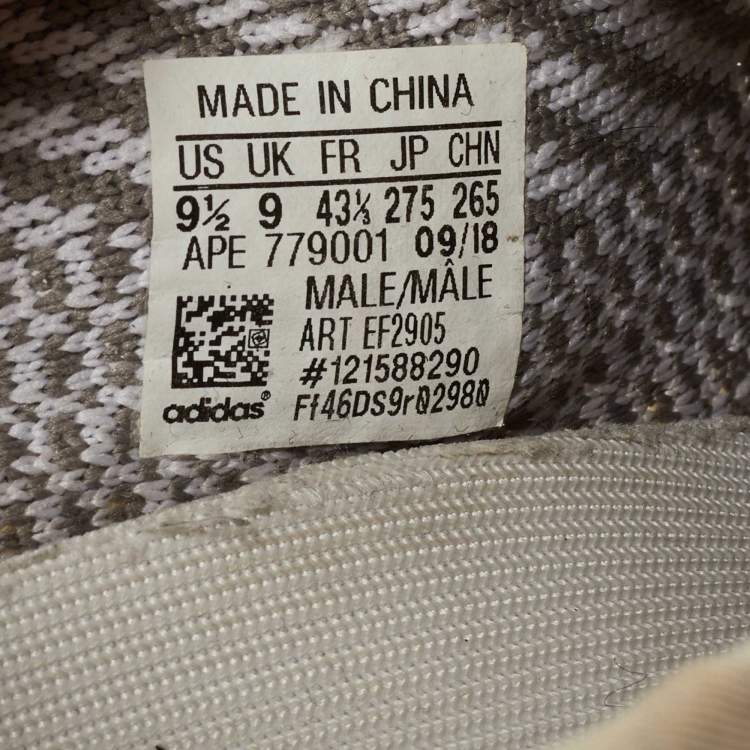 MADE IN CHINA
US UK FR JP CHN
9½ 9 43⅓ 275 265
APE 779001 09/18
MALE/MÂLE
ART EF2905
#121588290
adidas® Ff46DS9r02980